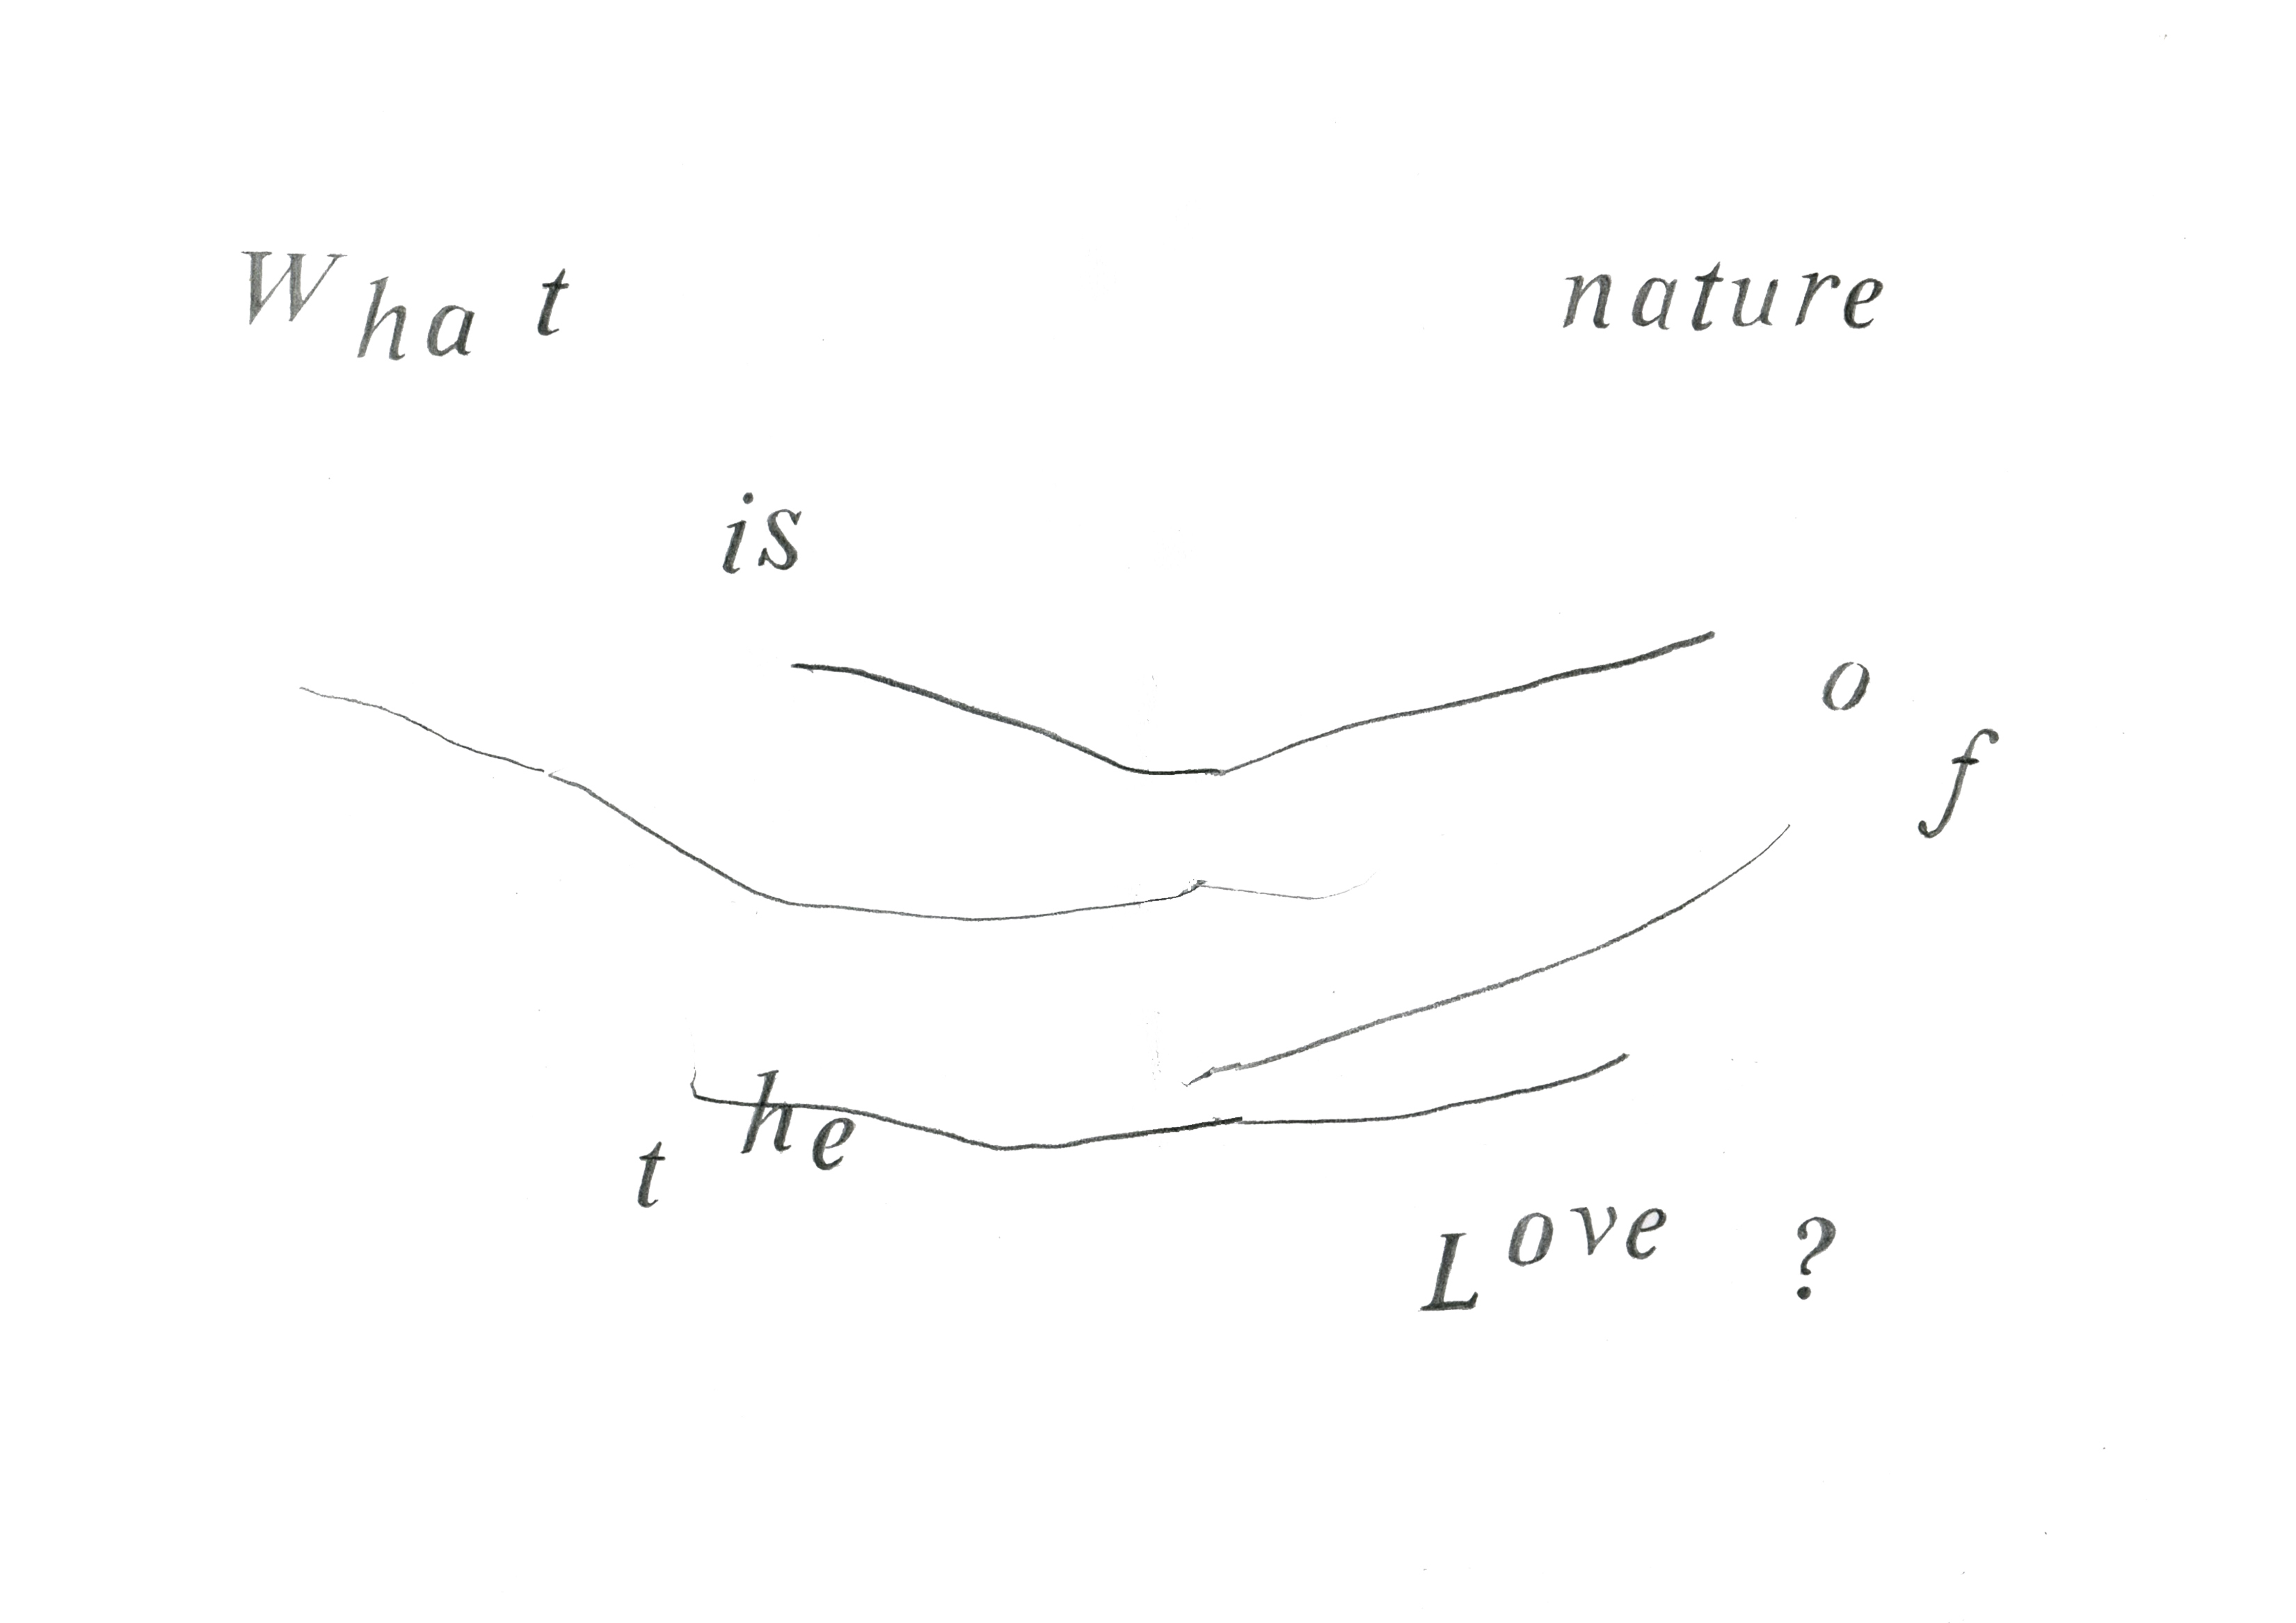 What
is
the
nature
of
Love ?